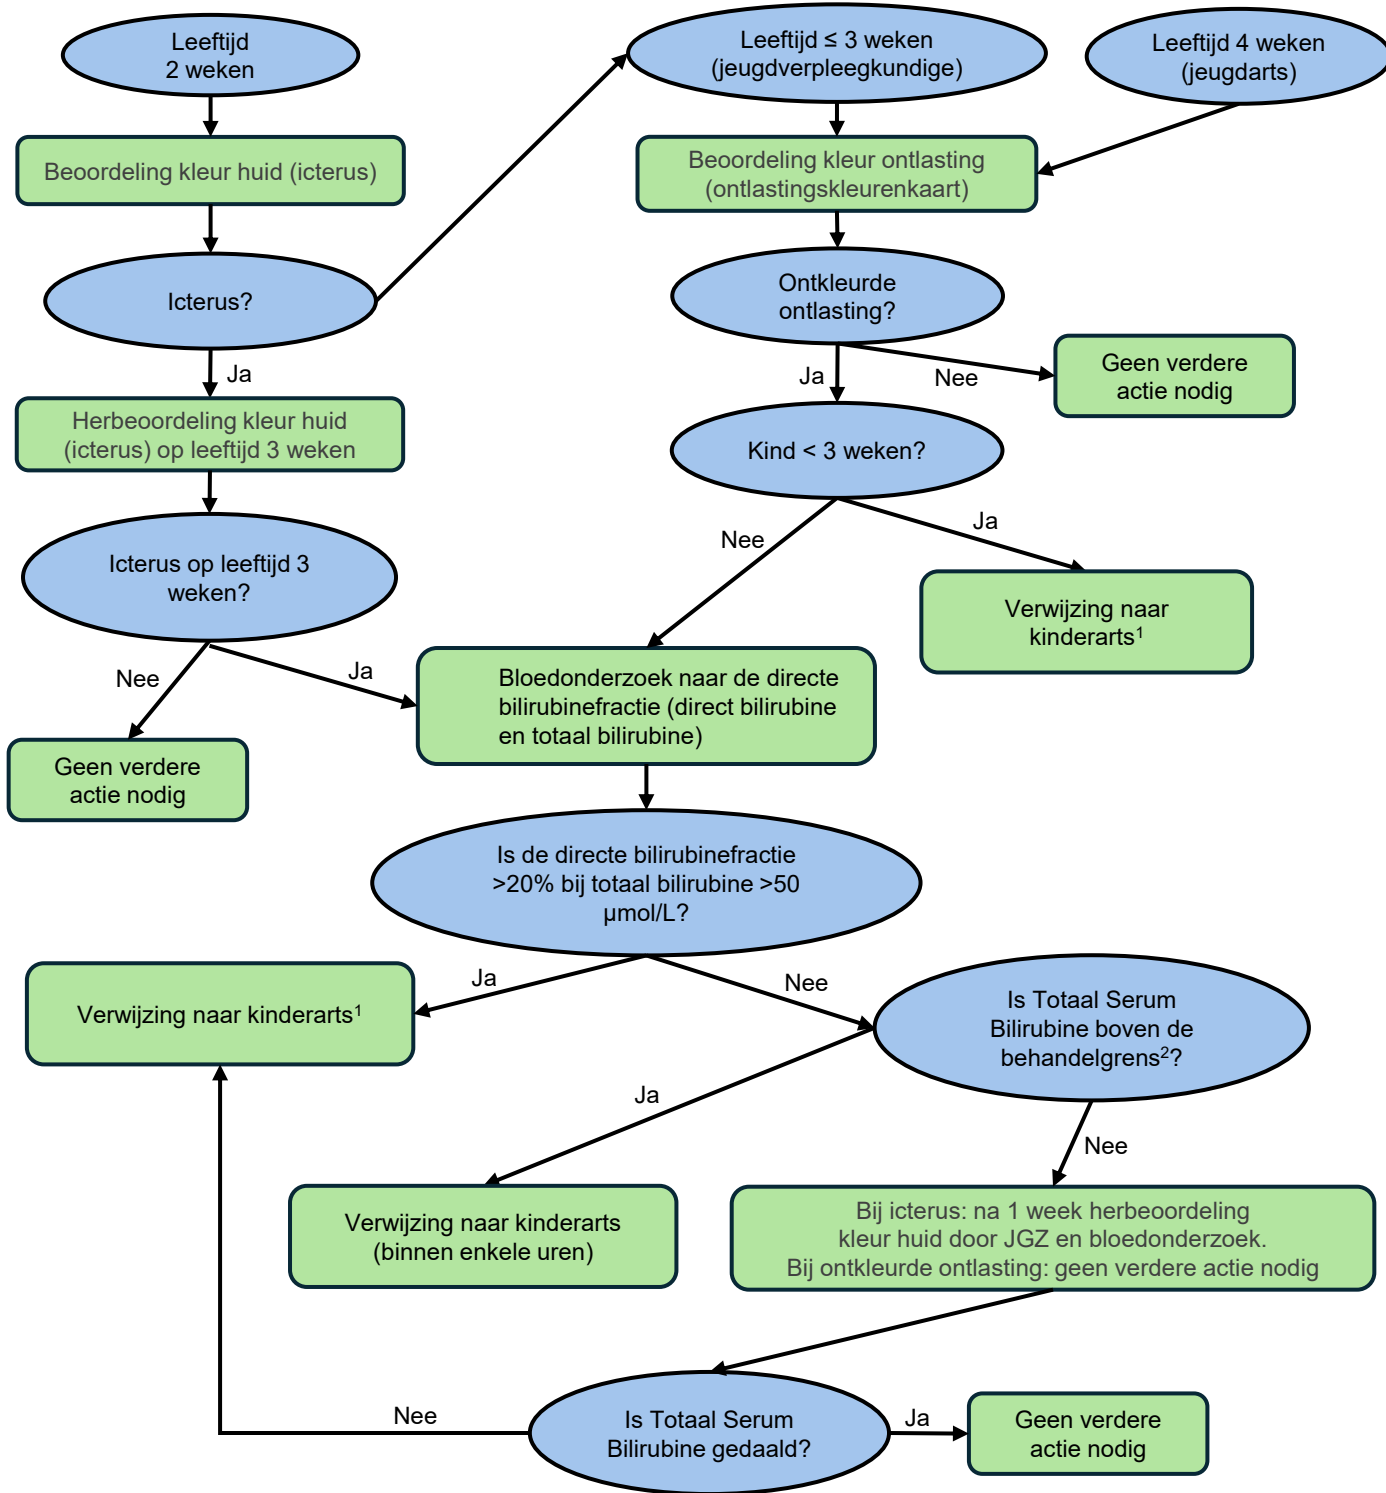 Leeftijd
2 weken
Leeftijd ≤ 3 weken
(jeugdverpleegkundige)
Leeftijd 4 weken
(jeugdarts)
Beoordeling kleur huid (icterus)
Beoordeling kleur ontlasting
(ontlastingskleurenkaart)
Icterus?
Ontkleurde
ontlasting?
Ja
Ja
Nee
Geen verdere
actie nodig
Herbeoordeling kleur huid
(icterus) op leeftijd 3 weken
Kind < 3 weken?
Nee
Ja
Icterus op leeftijd 3
weken?
Verwijzing naar
kinderarts¹
Nee
Ja
Bloedonderzoek naar de directe
bilirubinefractie (direct bilirubine
en totaal bilirubine)
Geen verdere
actie nodig
Is de directe bilirubinefractie
>20% bij totaal bilirubine >50
µmol/L?
Ja
Nee
Verwijzing naar kinderarts¹
Is Totaal Serum
Bilirubine boven de
behandelgrens²?
Ja
Nee
Verwijzing naar kinderarts
(binnen enkele uren)
Bij icterus: na 1 week herbeoordeling
kleur huid door JGZ en bloedonderzoek.
Bij ontkleurde ontlasting: geen verdere actie nodig
Nee
Is Totaal Serum
Bilirubine gedaald?
Ja
Geen verdere
actie nodig